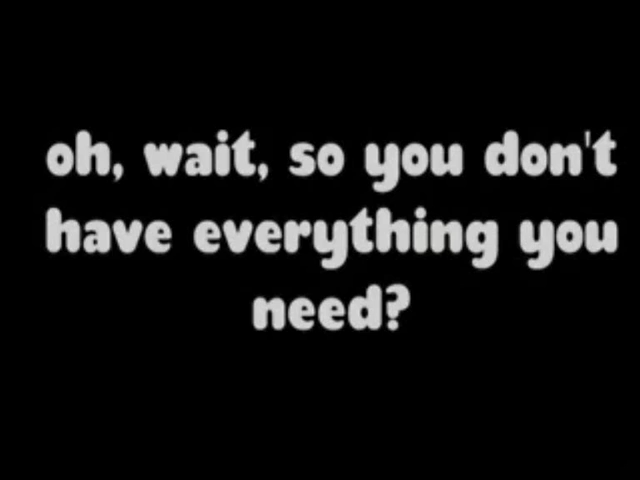 oh, wait, so you don't
have everything you
need?